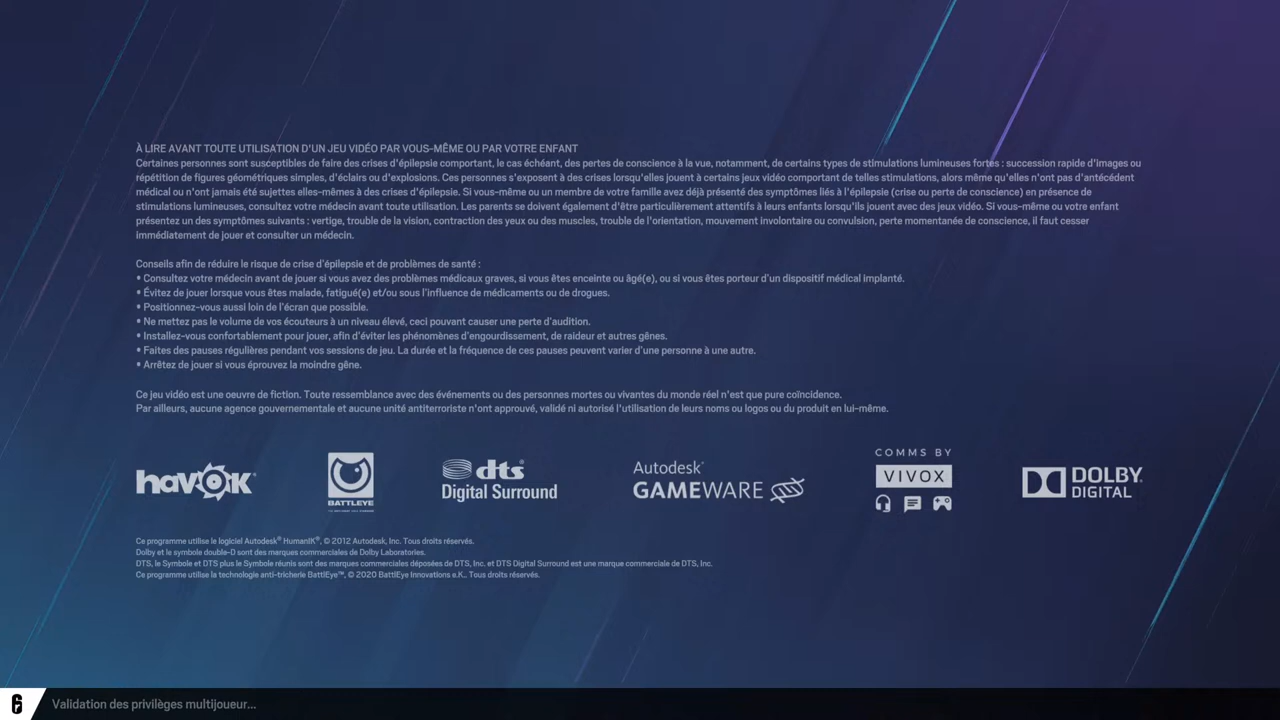 À LIRE AVANT TOUTE UTILISATION D'UN JEU VIDÉO PAR VOUS-MÊME OU PAR VOTRE ENFANT
Certaines personnes sont susceptibles de faire des crises d'épilepsie comportant, le cas échéant, des pertes de conscience à la vue, notamment, de certains types de stimulations lumineuses fortes : succession rapide d'images ou
répétition de figures géométriques simples, d'éclairs ou d'explosions. Ces personnes s'exposent à des crises lorsqu'elles jouent à certains jeux vidéo comportant de telles stimulations, alors même qu'elles n'ont pas d'antécédent
médical ou n'ont jamais été sujettes elles-mêmes à des crises d'épilepsie. Si vous-même ou un membre de votre famille avez déjà présenté des symptômes liés à l'épilepsie (crise ou perte de conscience) en présence de
stimulations lumineuses, consultez votre médecin avant toute utilisation. Les parents se doivent également d'être particulièrement attentifs à leurs enfants lorsqu'ils jouent avec des jeux vidéo. Si vous-même ou votre enfant
présentez un des symptômes suivants : vertige, trouble de la vision, contraction des yeux ou des muscles, trouble de l'orientation, mouvement involontaire ou convulsion, perte momentanée de conscience, il faut cesser
immédiatement de jouer et consulter un médecin.
Conseils afin de réduire le risque de crise d'épilepsie et de problèmes de santé :
• Consultez votre médecin avant de jouer si vous avez des problèmes médicaux graves, si vous êtes enceinte ou âgé(e), ou si vous êtes porteur d'un dispositif médical implanté.
• Évitez de jouer lorsque vous êtes malade, fatigué(e) et/ou sous l'influence de médicaments ou de drogues.
• Positionnez-vous aussi loin de l'écran que possible.
• Ne mettez pas le volume de vos écouteurs à un niveau élevé, ceci pouvant causer une perte d'audition.
• Installez-vous confortablement pour jouer, afin d'éviter les phénomènes d'engourdissement, de raideur et autres gênes.
• Faites des pauses régulières pendant vos sessions de jeu. La durée et la fréquence de ces pauses peuvent varier d'une personne à une autre.
• Arrêtez de jouer si vous éprouvez la moindre gêne.
Ce jeu vidéo est une oeuvre de fiction. Toute ressemblance avec des événements ou des personnes mortes ou vivantes du monde réel n'est que pure coïncidence.
Par ailleurs, aucune agence gouvernementale et aucune unité antiterroriste n'ont approuvé, validé ni autorisé l'utilisation de leurs noms ou logos ou du produit en lui-même.
havok®
BATTLEYE
dts®
Digital Surround
Autodesk®
GAMEWARE
COMMS BY
VIVOX
DOLBY®
DIGITAL
Ce programme utilise le logiciel Autodesk® HumanIK®, © 2012 Autodesk, Inc. Tous droits réservés.
Dolby et le symbole double-D sont des marques commerciales de Dolby Laboratories.
DTS, le Symbole et DTS plus le Symbole réunis sont des marques commerciales déposées de DTS, Inc. et DTS Digital Surround est une marque commerciale de DTS, Inc.
Ce programme utilise la technologie anti-tricherie BattlEye™, © 2020 BattlEye Innovations e.K.. Tous droits réservés.
6
Validation des privilèges multijoueur...